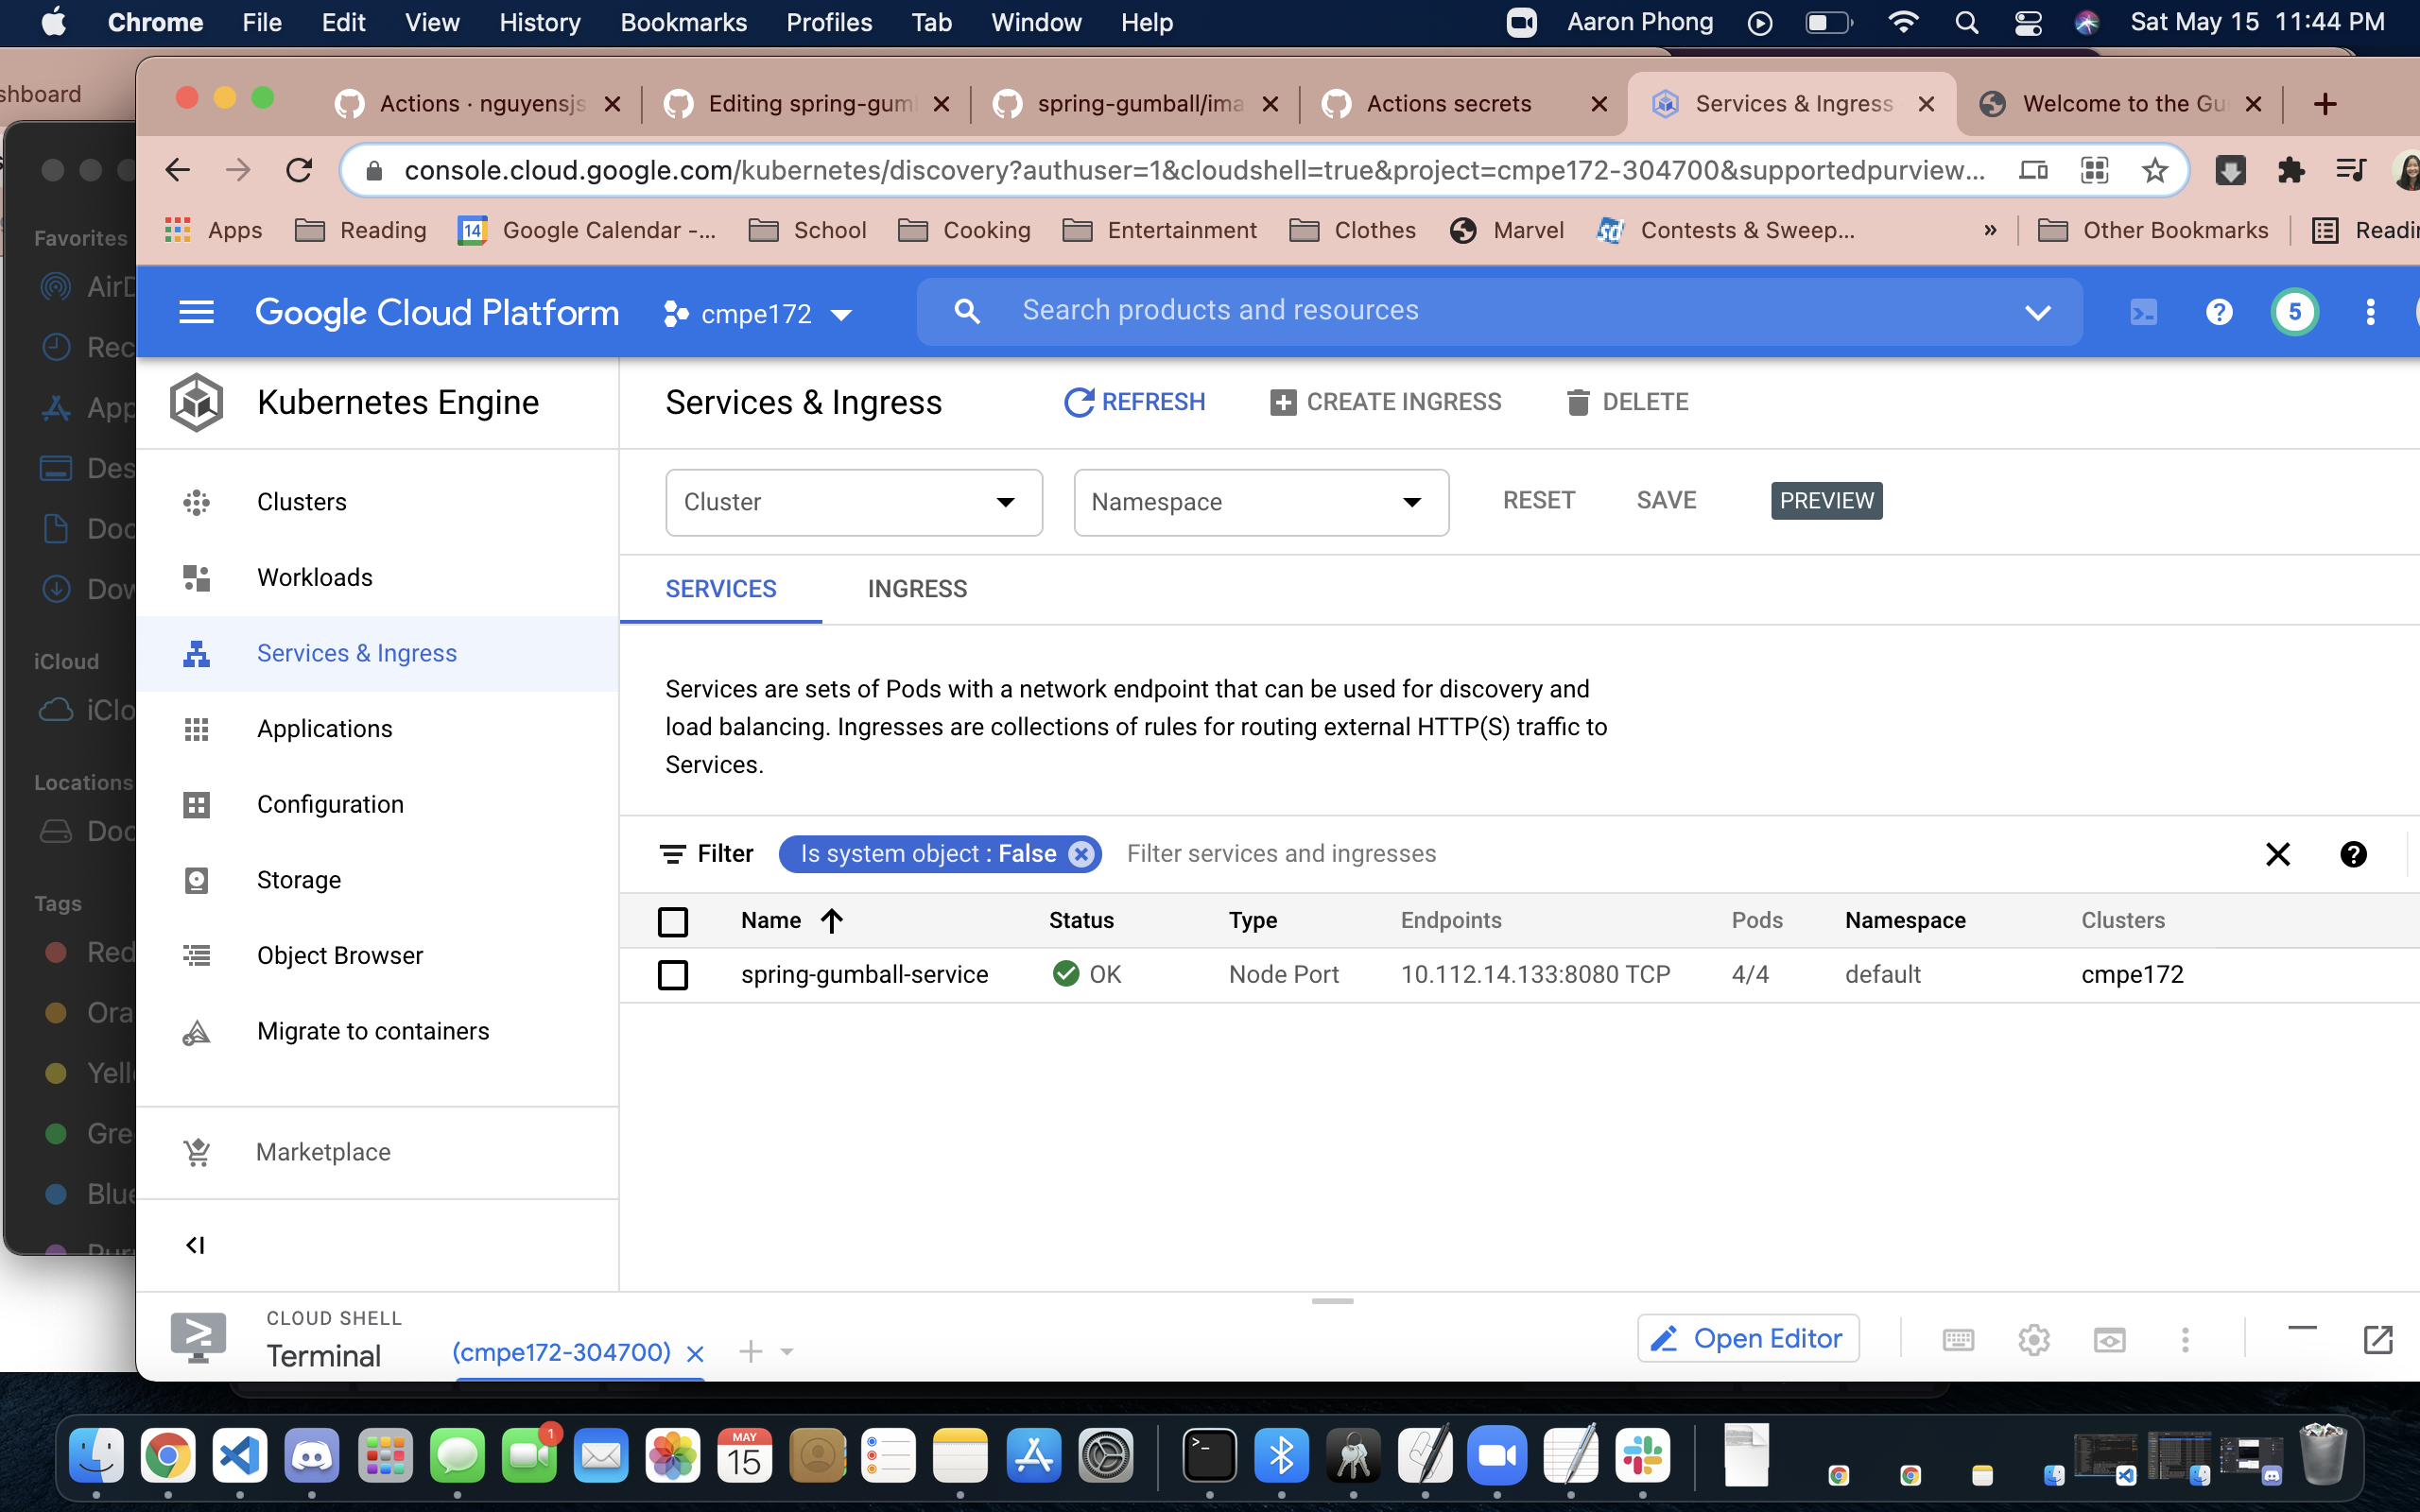 Chrome File Edit View History Bookmarks Profiles Tab Window Help Aaron Phong Sat May 15 11:44 PM
shboard
Actions · nguyensjs Editing spring-gumb spring-gumball/ima Actions secrets Services & Ingress Welcome to the Gu
console.cloud.google.com/kubernetes/discovery?authuser=1&cloudshell=true&project=cmpe172-304700&supportedpurview...
Apps Reading 14 Google Calendar -... School Cooking Entertainment Clothes Marvel Contests & Sweep... » Other Bookmarks Readi
Favorites
AirD
Rec
App
Des
Doc
Dow
iCloud
iClo
Locations
Doc
Tags
Red
Ora
Yell
Gre
Blue
Pur
Google Cloud Platform cmpe172 Search products and resources 5
Kubernetes Engine
Clusters
Workloads
Services & Ingress
Applications
Configuration
Storage
Object Browser
Migrate to containers
Marketplace
Services & Ingress REFRESH CREATE INGRESS DELETE
Cluster Namespace RESET SAVE PREVIEW
SERVICES INGRESS
Services are sets of Pods with a network endpoint that can be used for discovery and
load balancing. Ingresses are collections of rules for routing external HTTP(S) traffic to
Services.
Filter Is system object : False Filter services and ingresses
Name Status Type Endpoints Pods Namespace Clusters
spring-gumball-service OK Node Port 10.112.14.133:8080 TCP 4/4 default cmpe172
CLOUD SHELL
Terminal (cmpe172-304700) Open Editor
1
MAY
15